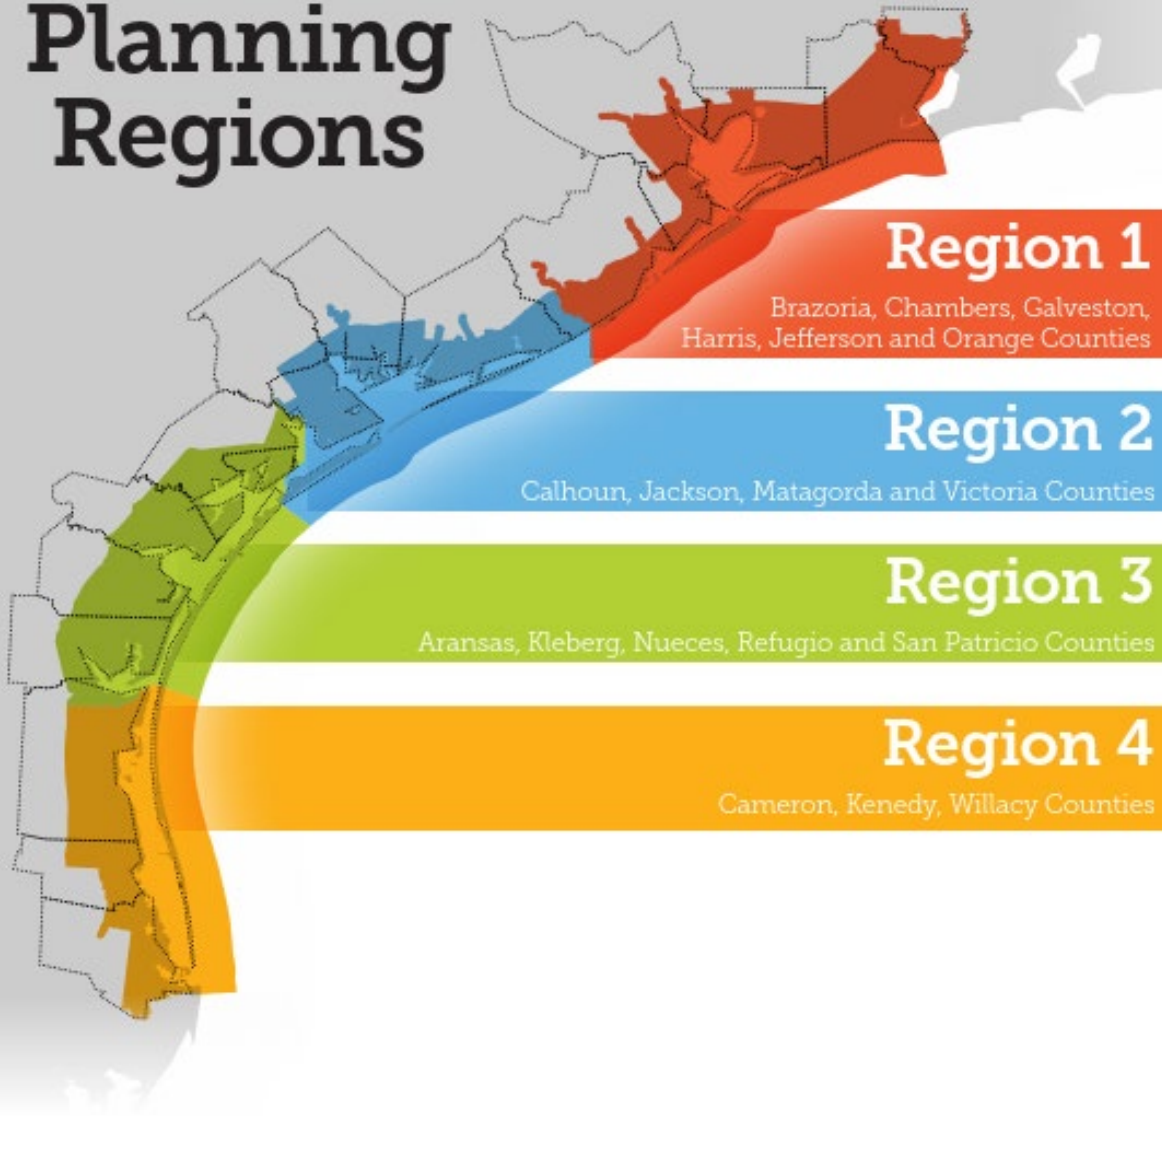 Planning
Regions
Region 1
Brazoria, Chambers, Galveston,
Harris, Jefferson and Orange Counties
Region 2
Calhoun, Jackson, Matagorda and Victoria Counties
Region 3
Aransas, Kleberg, Nueces, Refugio and San Patricio Counties
Region 4
Cameron, Kenedy, Willacy Counties